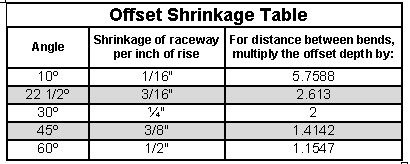 Offset Shrinkage Table
Angle
Shrinkage of raceway
per inch of rise
For distance between bends,
multiply the offset depth by:
10º 1/16" 5.7588
22 1/2º 3/16" 2.613
30º ¼" 2
45º 3/8" 1.4142
60º 1/2" 1.1547